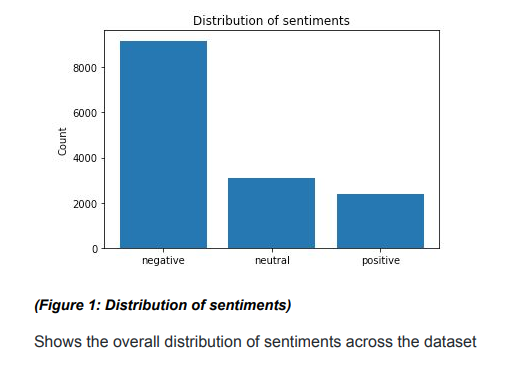 Distribution of sentiments
8000
6000
4000
2000
0
Count
negative neutral positive
(Figure 1: Distribution of sentiments)
Shows the overall distribution of sentiments across the dataset